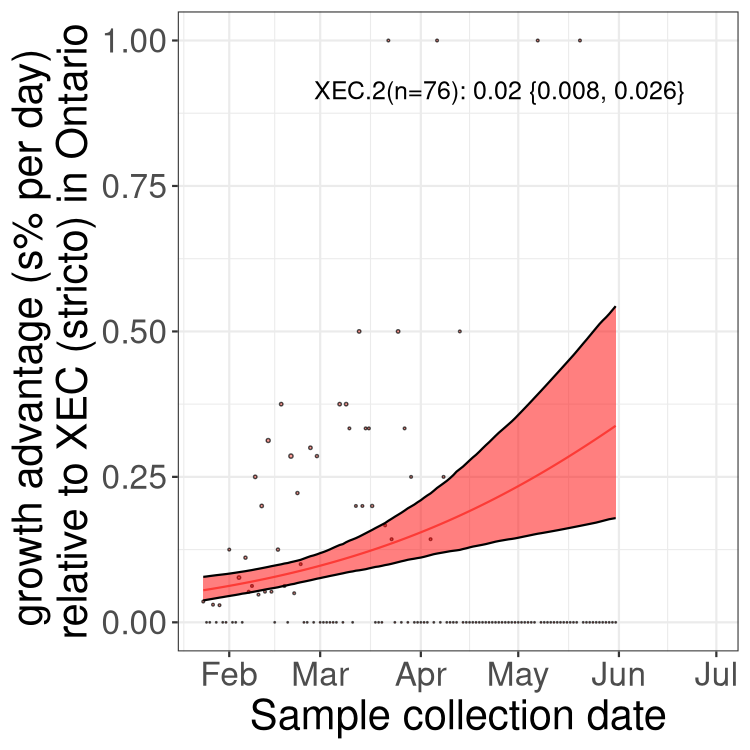 growth advantage (s% per day)
relative to XEC (stricto) in Ontario
1.00
0.75
0.50
0.25
0.00
XEC.2(n=76): 0.02 {0.008, 0.026}
Feb Mar Apr May Jun Jul
Sample collection date